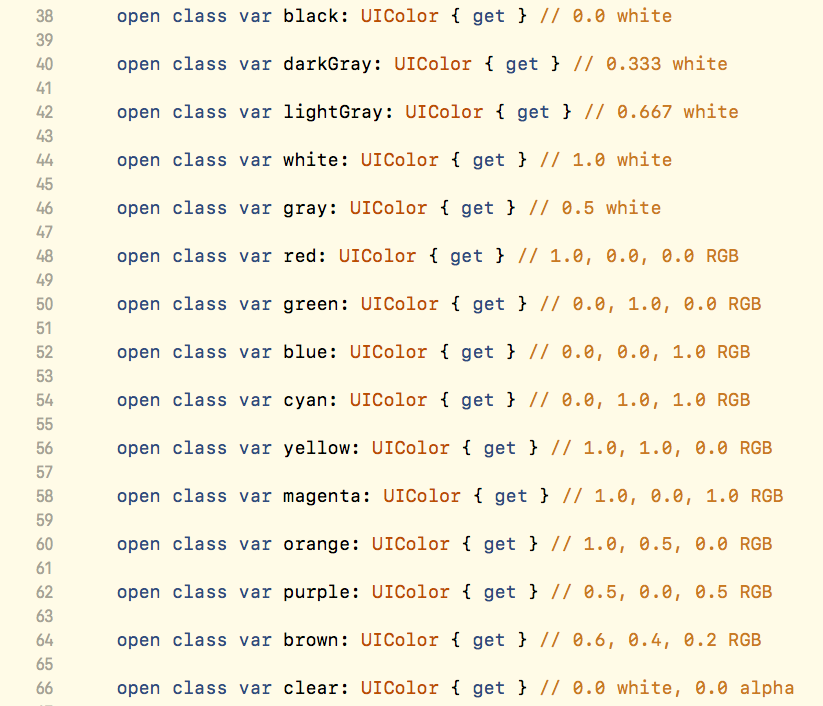 38 open class var black: UIColor { get } // 0.0 white
39
40 open class var darkGray: UIColor { get } // 0.333 white
41
42 open class var lightGray: UIColor { get } // 0.667 white
43
44 open class var white: UIColor { get } // 1.0 white
45
46 open class var gray: UIColor { get } // 0.5 white
47
48 open class var red: UIColor { get } // 1.0, 0.0, 0.0 RGB
49
50 open class var green: UIColor { get } // 0.0, 1.0, 0.0 RGB
51
52 open class var blue: UIColor { get } // 0.0, 0.0, 1.0 RGB
53
54 open class var cyan: UIColor { get } // 0.0, 1.0, 1.0 RGB
55
56 open class var yellow: UIColor { get } // 1.0, 1.0, 0.0 RGB
57
58 open class var magenta: UIColor { get } // 1.0, 0.0, 1.0 RGB
59
60 open class var orange: UIColor { get } // 1.0, 0.5, 0.0 RGB
61
62 open class var purple: UIColor { get } // 0.5, 0.0, 0.5 RGB
63
64 open class var brown: UIColor { get } // 0.6, 0.4, 0.2 RGB
65
66 open class var clear: UIColor { get } // 0.0 white, 0.0 alpha